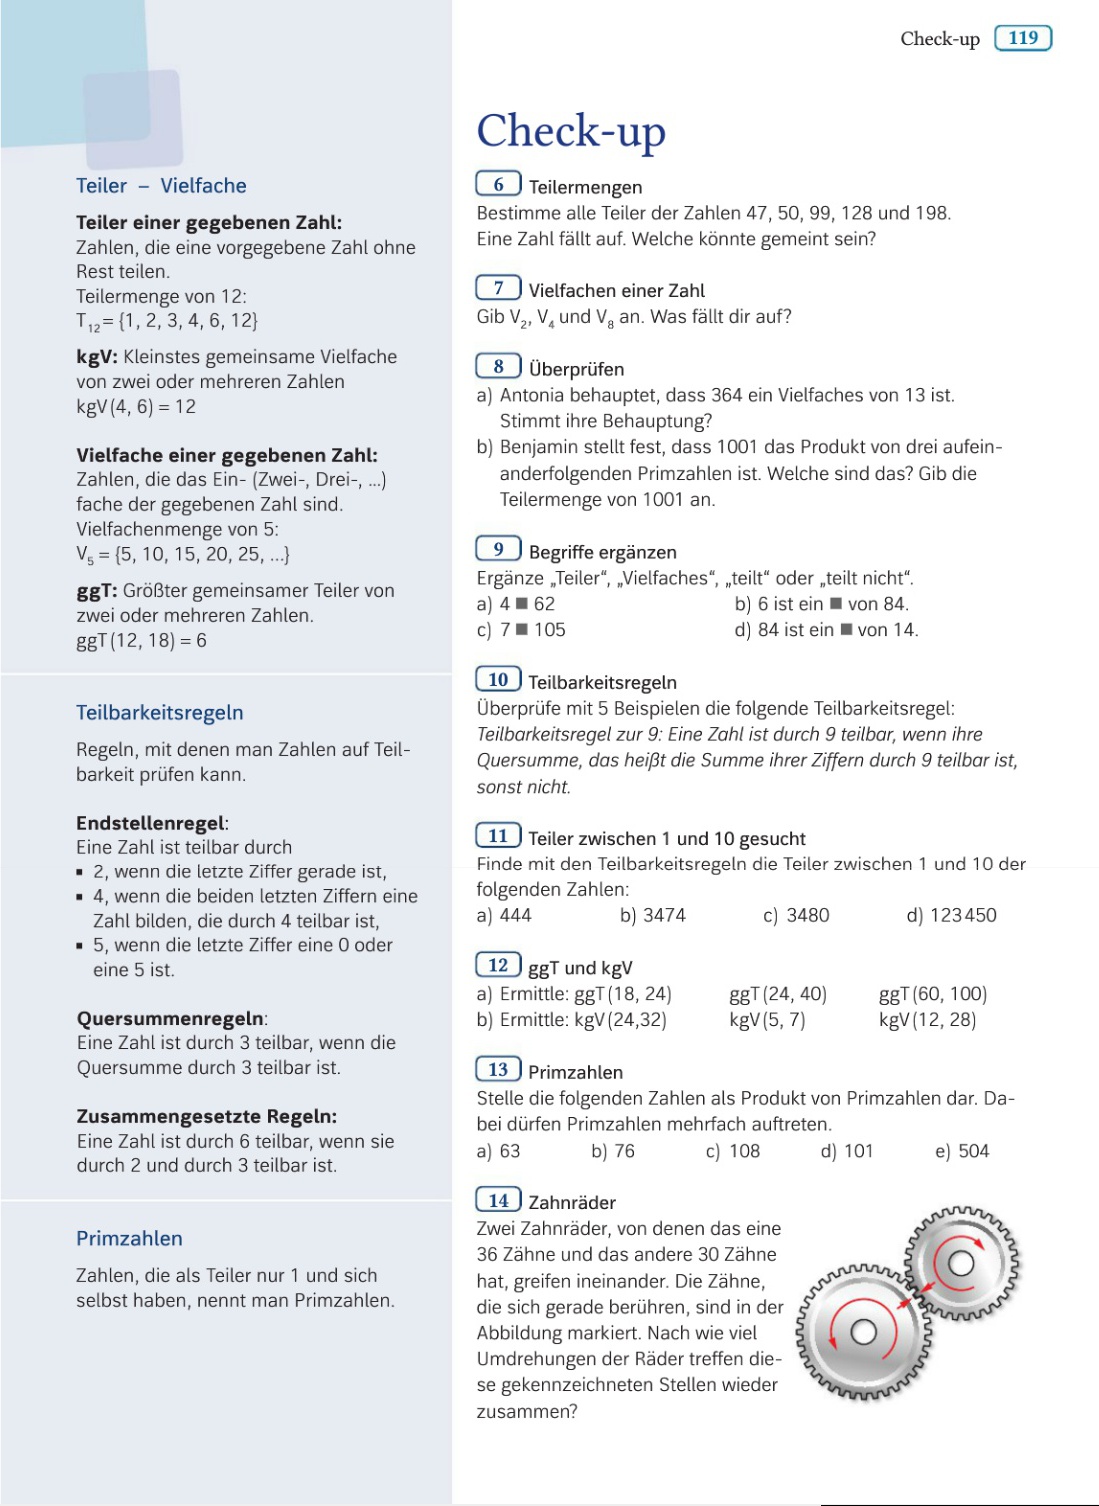 Check-up 119
Teiler – Vielfache
Teiler einer gegebenen Zahl:
Zahlen, die eine vorgegebene Zahl ohne
Rest teilen.
Teilermenge von 12:
T₁₂ = {1, 2, 3, 4, 6, 12}
kgV: Kleinstes gemeinsame Vielfache
von zwei oder mehreren Zahlen
kgV(4, 6) = 12
Vielfache einer gegebenen Zahl:
Zahlen, die das Ein- (Zwei-, Drei-, ...)
fache der gegebenen Zahl sind.
Vielfachenmenge von 5:
V₅ = {5, 10, 15, 20, 25, ...}
ggT: Größter gemeinsamer Teiler von
zwei oder mehreren Zahlen.
ggT(12, 18) = 6
Teilbarkeitsregeln
Regeln, mit denen man Zahlen auf Teil-
barkeit prüfen kann.
Endstellenregel:
Eine Zahl ist teilbar durch
▪ 2, wenn die letzte Ziffer gerade ist,
▪ 4, wenn die beiden letzten Ziffern eine
Zahl bilden, die durch 4 teilbar ist,
▪ 5, wenn die letzte Ziffer eine 0 oder
eine 5 ist.
Quersummenregeln:
Eine Zahl ist durch 3 teilbar, wenn die
Quersumme durch 3 teilbar ist.
Zusammengesetzte Regeln:
Eine Zahl ist durch 6 teilbar, wenn sie
durch 2 und durch 3 teilbar ist.
Primzahlen
Zahlen, die als Teiler nur 1 und sich
selbst haben, nennt man Primzahlen.
Check-up
6 Teilermengen
Bestimme alle Teiler der Zahlen 47, 50, 99, 128 und 198.
Eine Zahl fällt auf. Welche könnte gemeint sein?
7 Vielfachen einer Zahl
Gib V₂, V₄ und V₈ an. Was fällt dir auf?
8 Überprüfen
a) Antonia behauptet, dass 364 ein Vielfaches von 13 ist.
Stimmt ihre Behauptung?
b) Benjamin stellt fest, dass 1001 das Produkt von drei aufein-
anderfolgenden Primzahlen ist. Welche sind das? Gib die
Teilermenge von 1001 an.
9 Begriffe ergänzen
Ergänze „Teiler“, „Vielfaches“, „teilt“ oder „teilt nicht“.
a) 4 ■ 62 b) 6 ist ein ■ von 84.
c) 7 ■ 105 d) 84 ist ein ■ von 14.
10 Teilbarkeitsregeln
Überprüfe mit 5 Beispielen die folgende Teilbarkeitsregel:
Teilbarkeitsregel zur 9: Eine Zahl ist durch 9 teilbar, wenn ihre
Quersumme, das heißt die Summe ihrer Ziffern durch 9 teilbar ist,
sonst nicht.
11 Teiler zwischen 1 und 10 gesucht
Finde mit den Teilbarkeitsregeln die Teiler zwischen 1 und 10 der
folgenden Zahlen:
a) 444 b) 3474 c) 3480 d) 123450
12 ggT und kgV
a) Ermittle: ggT(18, 24) ggT(24, 40) ggT(60, 100)
b) Ermittle: kgV(24,32) kgV(5, 7) kgV(12, 28)
13 Primzahlen
Stelle die folgenden Zahlen als Produkt von Primzahlen dar. Da-
bei dürfen Primzahlen mehrfach auftreten.
a) 63 b) 76 c) 108 d) 101 e) 504
14 Zahnräder
Zwei Zahnräder, von denen das eine
36 Zähne und das andere 30 Zähne
hat, greifen ineinander. Die Zähne,
die sich gerade berühren, sind in der
Abbildung markiert. Nach wie viel
Umdrehungen der Räder treffen die-
se gekennzeichneten Stellen wieder
zusammen?